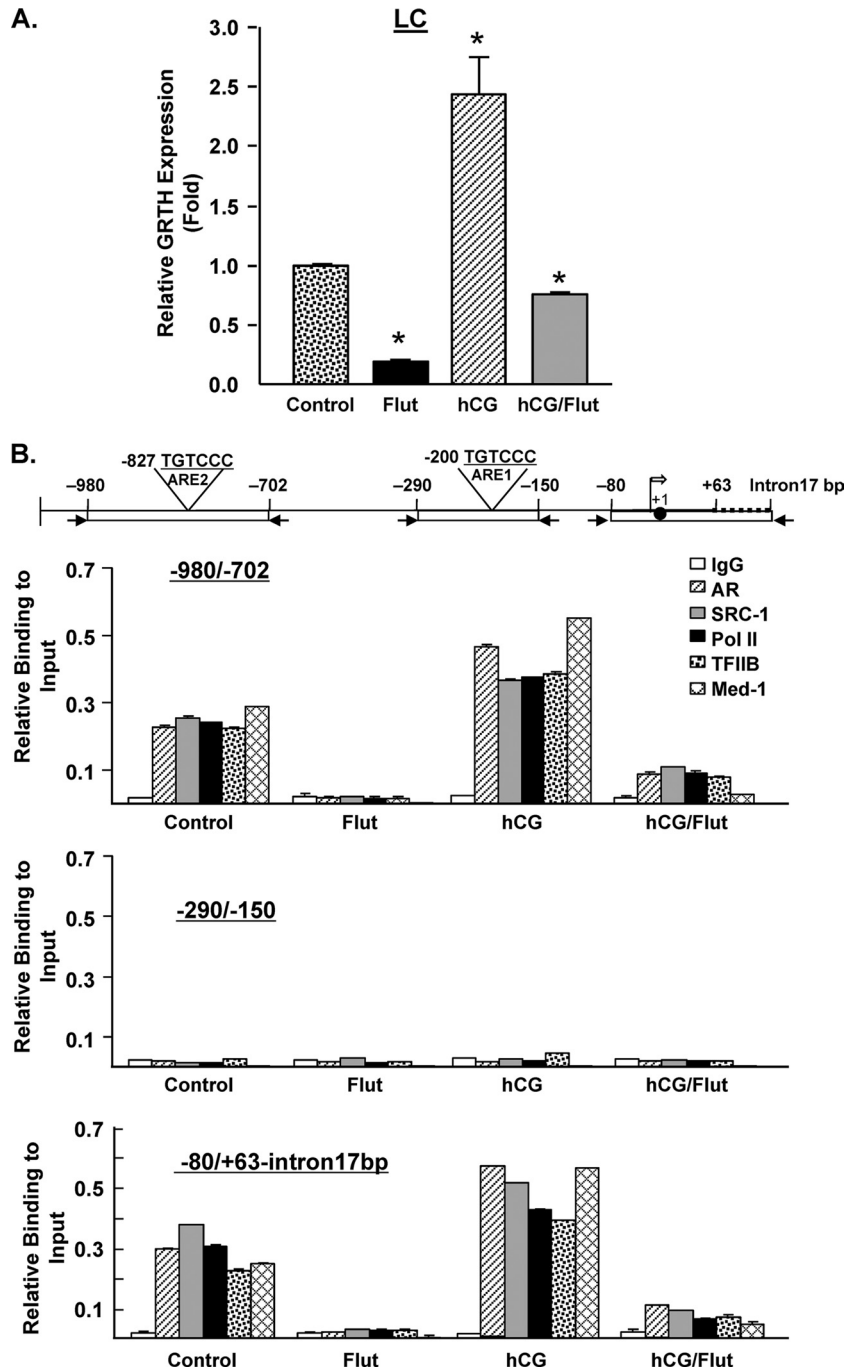 A.
LC
Relative GRTH Expression
(Fold)
3.0
2.5
2.0
1.5
1.0
0.5
0.0
*
*
*
Control Flut hCG hCG/Flut
B.
-827 TGTCCC
ARE2
-200 TGTCCC
ARE1
–980 –702 –290 –150 –80 +1 +63 Intron17 bp
-980/-702
Relative Binding to
Input
0.7
0.5
0.3
0.1
IgG
AR
SRC-1
Pol II
TFIIB
Med-1
Control Flut hCG hCG/Flut
-290/-150
Relative Binding to
Input
0.7
0.5
0.3
0.1
Control Flut hCG hCG/Flut
-80/+63-intron17bp
Relative Binding to
Input
0.7
0.5
0.3
0.1
Control Flut hCG hCG/Flut